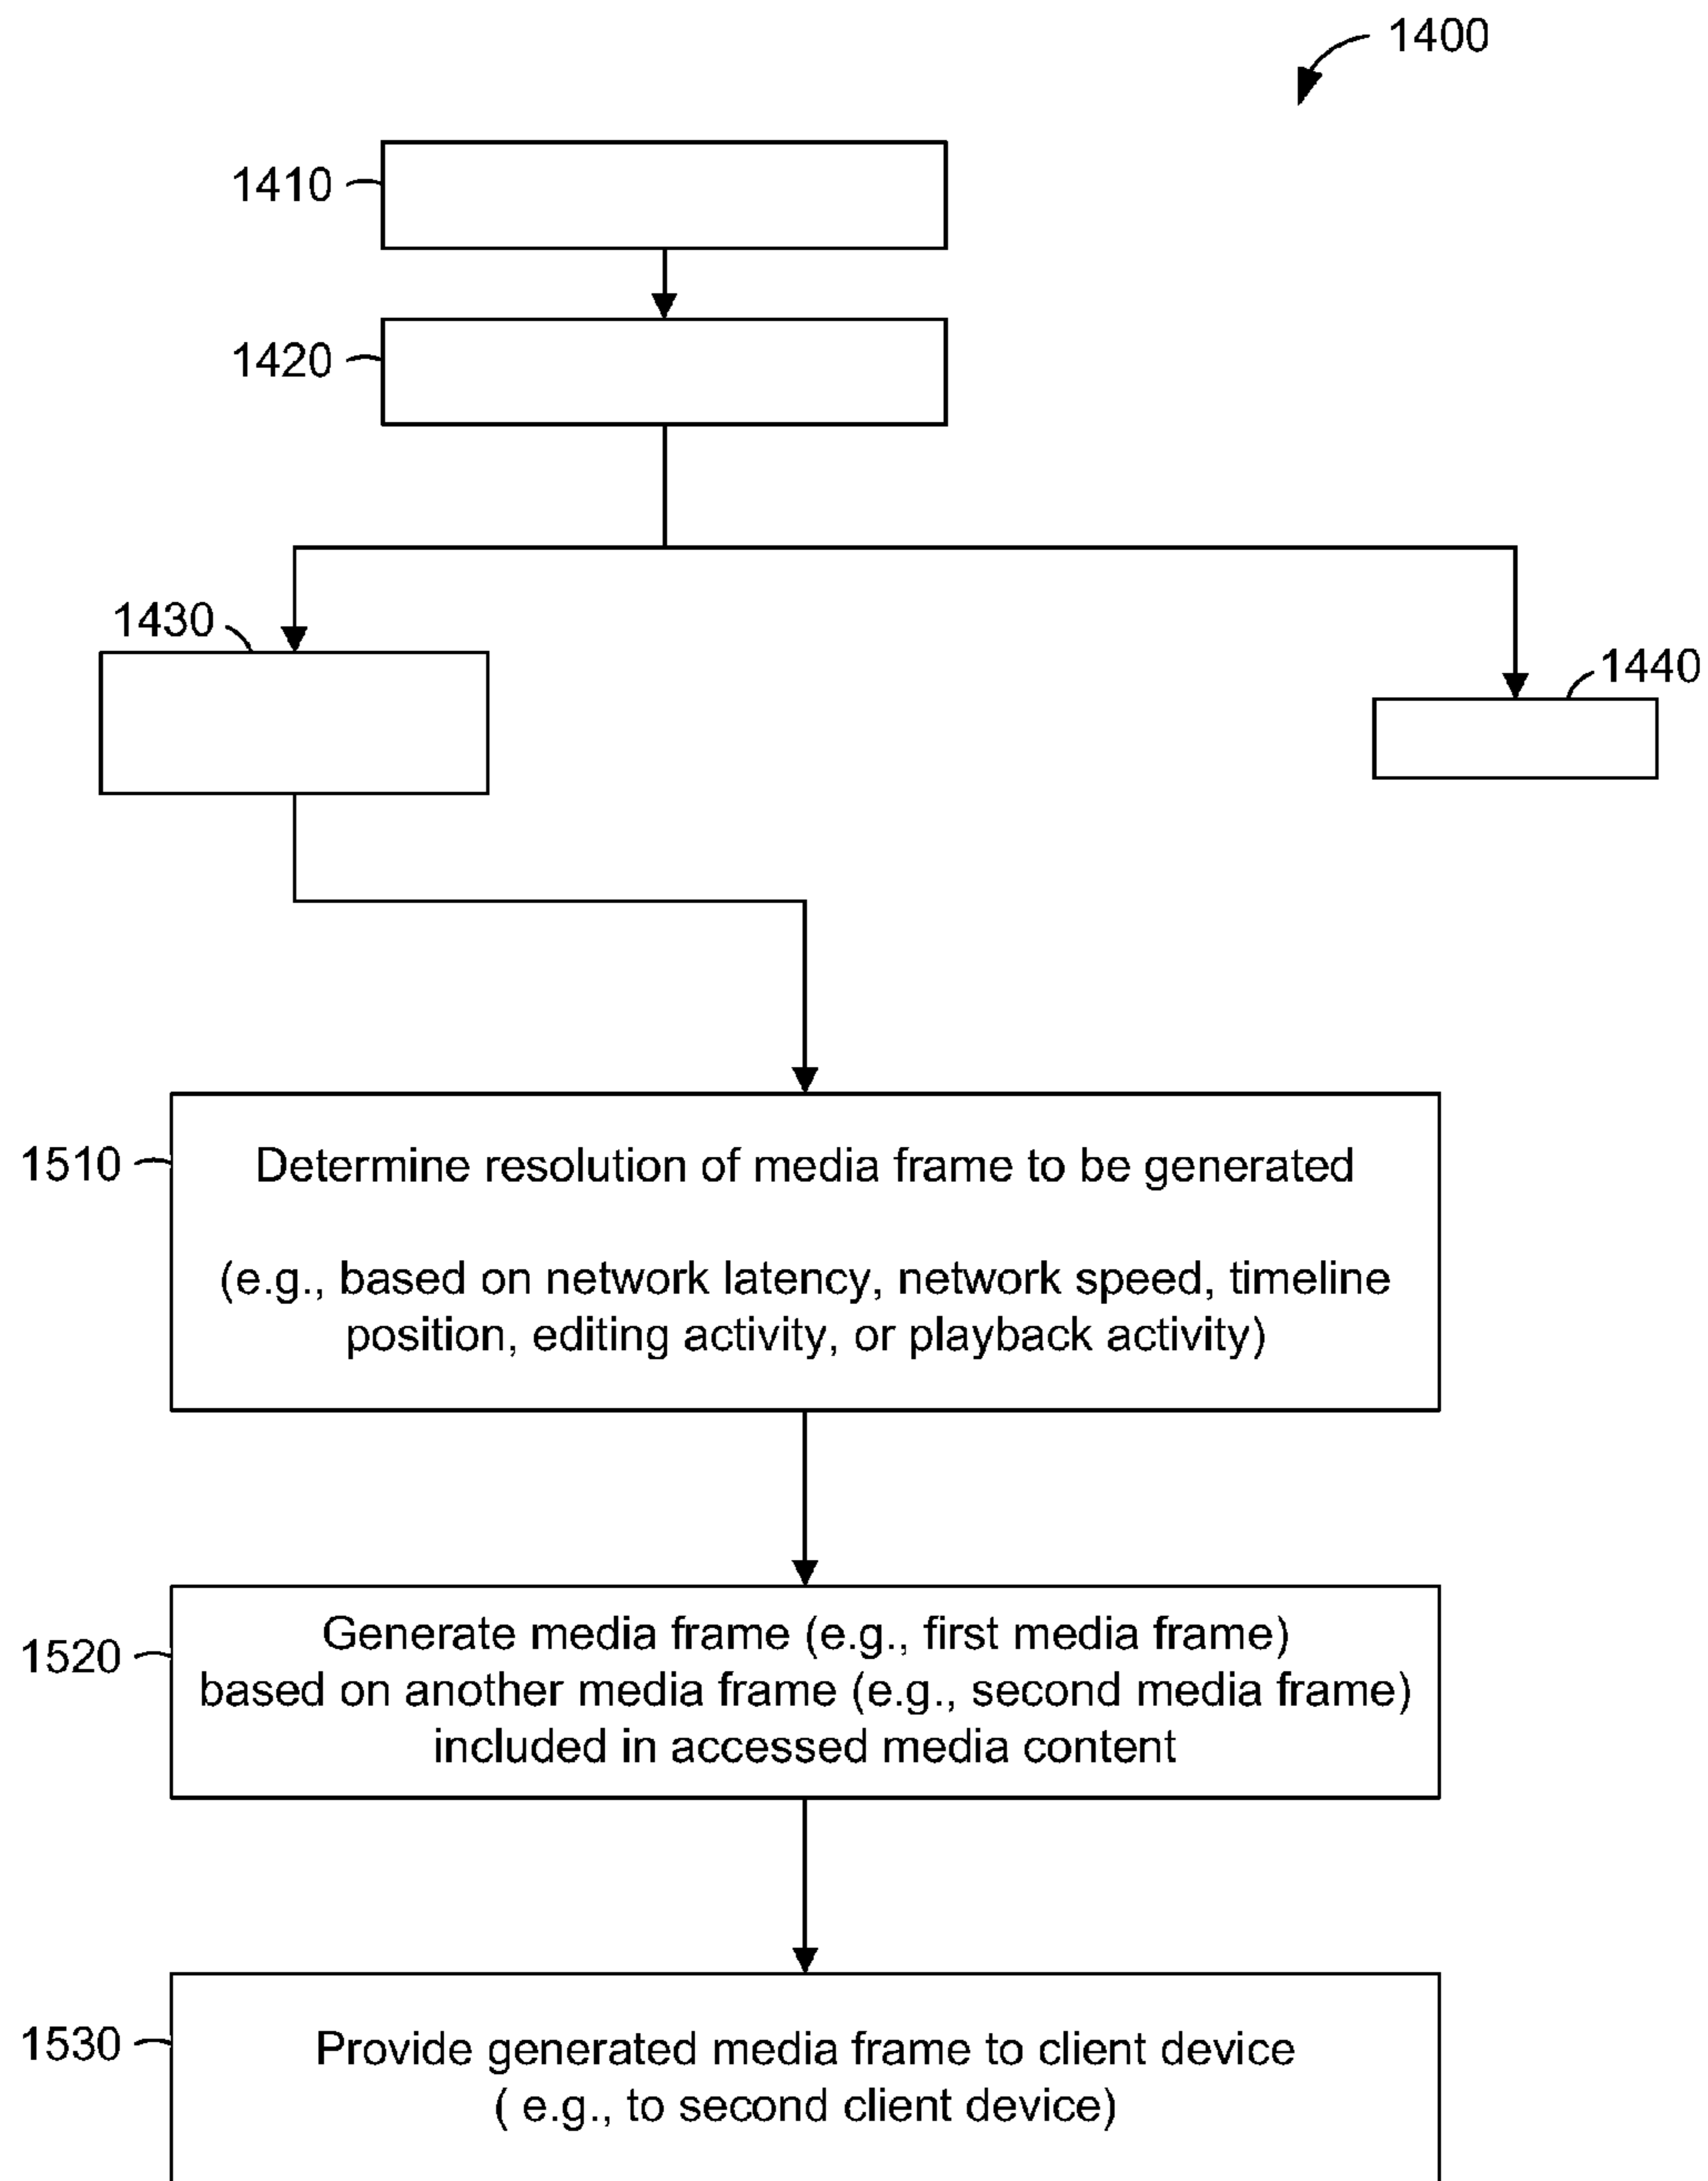 1400
1410
1420
1430
1440
1510
Determine resolution of media frame to be generated
(e.g., based on network latency, network speed, timeline
position, editing activity, or playback activity)
1520
Generate media frame (e.g., first media frame)
based on another media frame (e.g., second media frame)
included in accessed media content
1530
Provide generated media frame to client device
( e.g., to second client device)